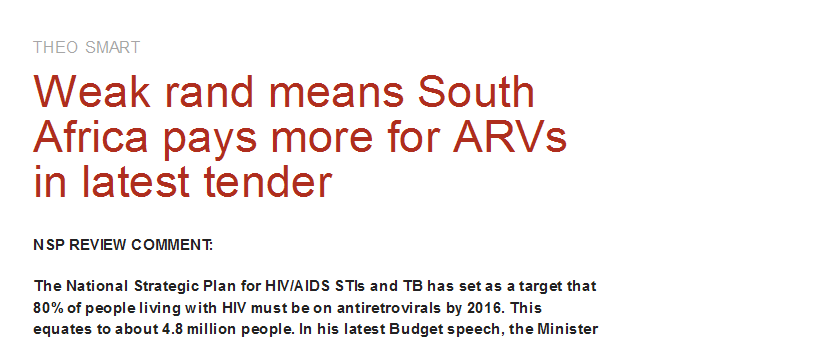 THEO SMART
Weak rand means South
Africa pays more for ARVs
in latest tender
NSP REVIEW COMMENT:
The National Strategic Plan for HIV/AIDS STIs and TB has set as a target that
80% of people living with HIV must be on antiretrovirals by 2016. This
equates to about 4.8 million people. In his latest Budget speech, the Minister